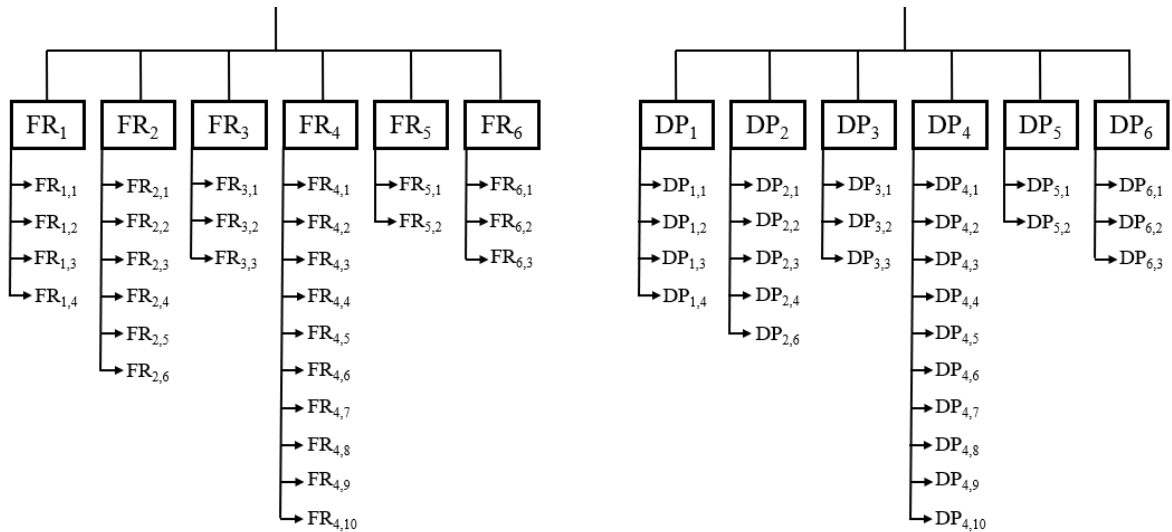 FR1 FR2 FR3 FR4 FR5 FR6 DP1 DP2 DP3 DP4 DP5 DP6
FR1,1 FR2,1 FR3,1 FR4,1 FR5,1 FR6,1 DP1,1 DP2,1 DP3,1 DP4,1 DP5,1 DP6,1
FR1,2 FR2,2 FR3,2 FR4,2 FR5,2 FR6,2 DP1,2 DP2,2 DP3,2 DP4,2 DP5,2 DP6,2
FR1,3 FR2,3 FR3,3 FR4,3 FR6,3 DP1,3 DP2,3 DP3,3 DP4,3 DP6,3
FR1,4 FR2,4 FR4,4 DP1,4 DP2,4 DP4,4
FR2,5 FR4,5 DP2,6 DP4,5
FR2,6 FR4,6 DP4,6
FR4,7 DP4,7
FR4,8 DP4,8
FR4,9 DP4,9
FR4,10 DP4,10